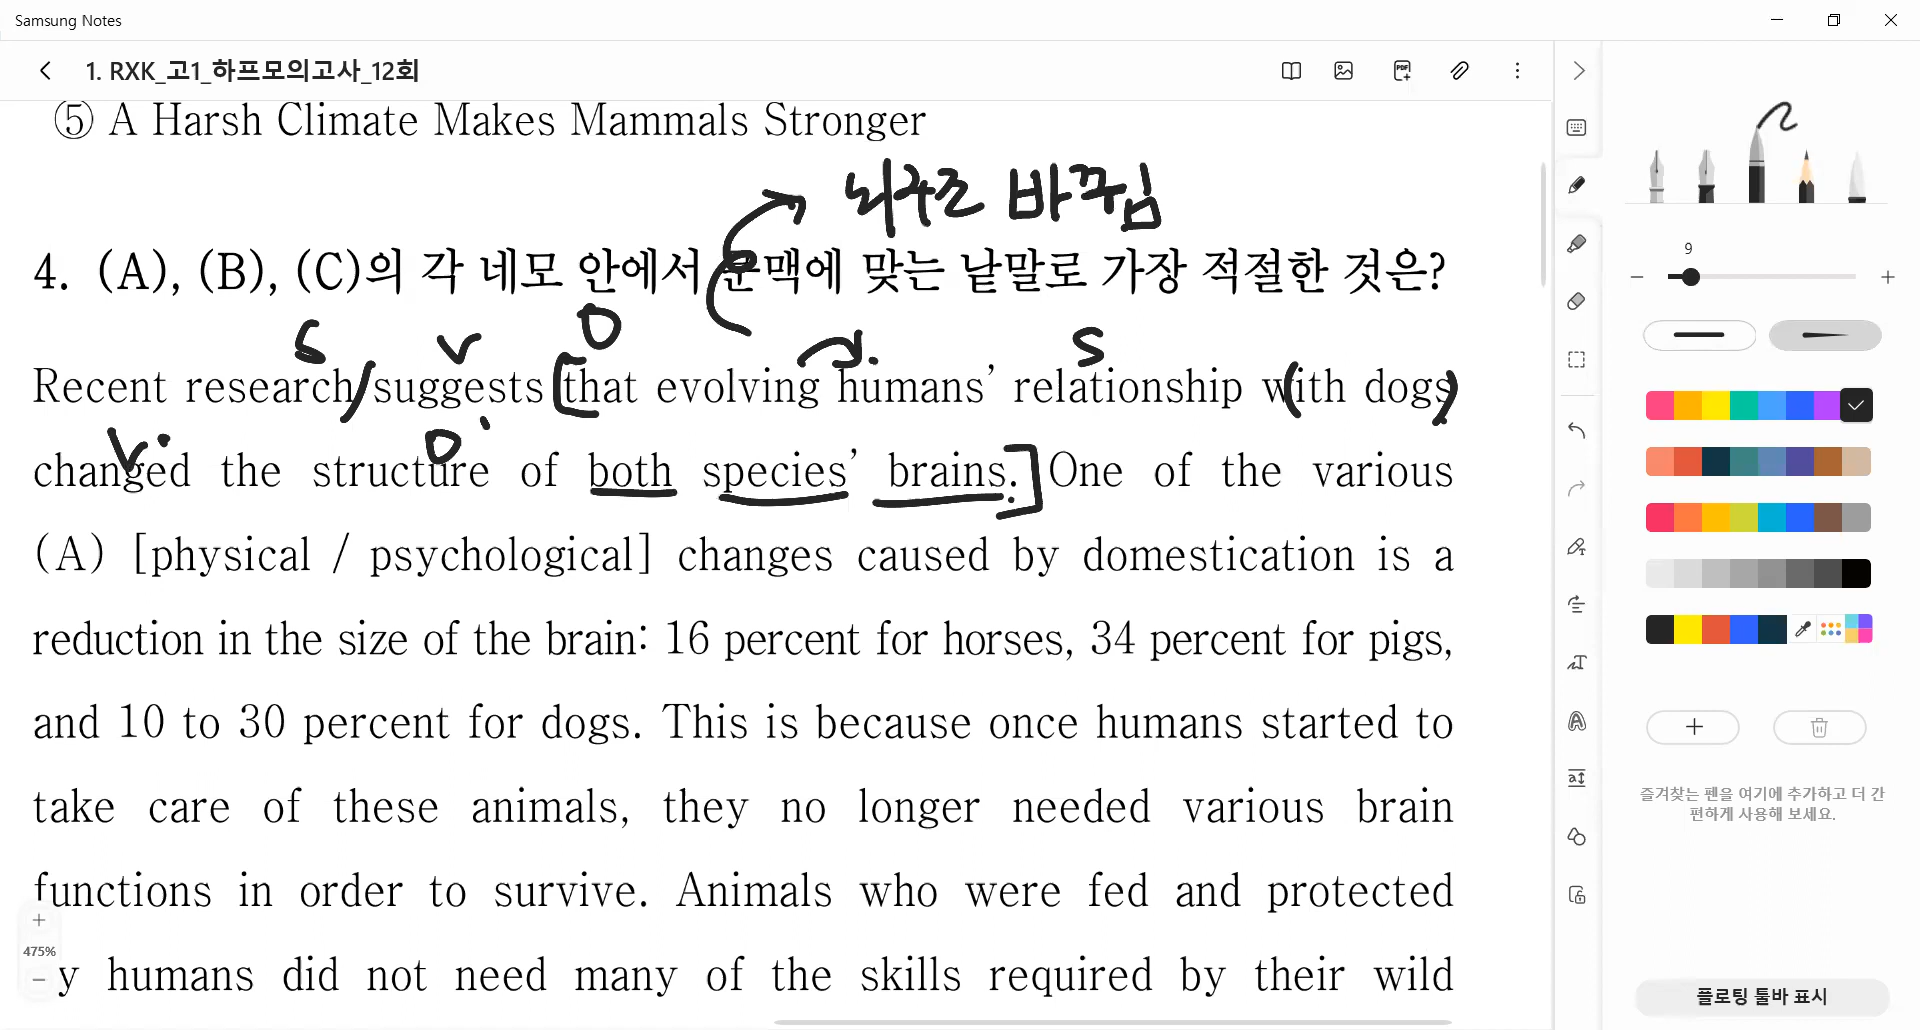 Samsung Notes
1. RXK_고1_하프모의고사_12회
⑤ A Harsh Climate Makes Mammals Stronger
뇌구조 바뀜
4. (A), (B), (C)의 각 네모 안에서 문맥에 맞는 낱말로 가장 적절한 것은?
S V O S
Recent research/suggests [that evolving humans' relationship (with dogs)
V' O'
changed the structure of both species' brains.] One of the various
(A) [physical / psychological] changes caused by domestication is a
reduction in the size of the brain: 16 percent for horses, 34 percent for pigs,
and 10 to 30 percent for dogs. This is because once humans started to
take care of these animals, they no longer needed various brain
functions in order to survive. Animals who were fed and protected
y humans did not need many of the skills required by their wild
475%
9
즐겨찾는 펜을 여기에 추가하고 더 간
편하게 사용해 보세요.
플로팅 툴바 표시